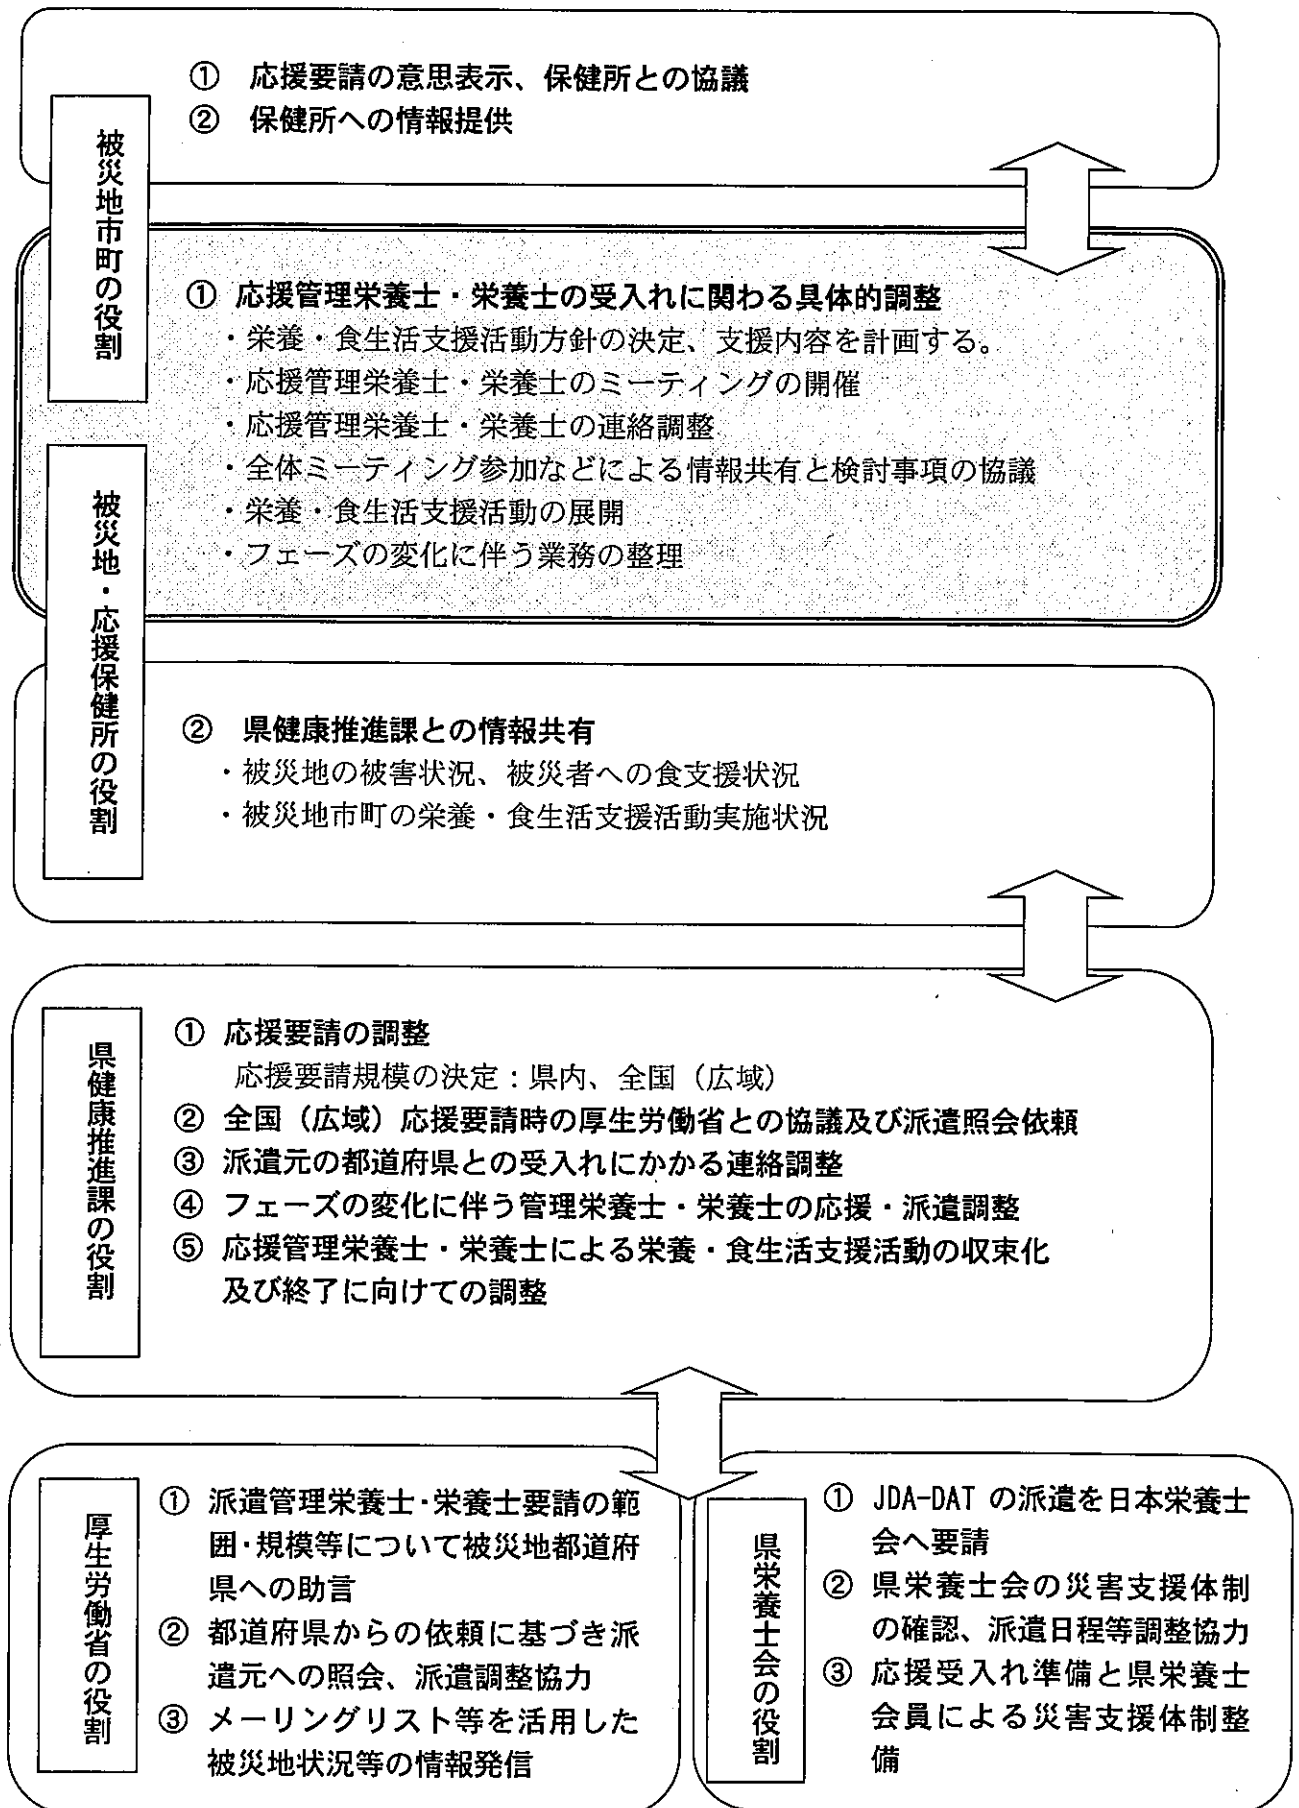 被災地市町の役割
① 応援要請の意思表示、保健所との協議
② 保健所への情報提供
被災地・応援保健所の役割
① 応援管理栄養士・栄養士の受入れに関わる具体的調整
・栄養・食生活支援活動方針の決定、支援内容を計画する。
・応援管理栄養士・栄養士のミーティングの開催
・応援管理栄養士・栄養士の連絡調整
・全体ミーティング参加などによる情報共有と検討事項の協議
・栄養・食生活支援活動の展開
・フェーズの変化に伴う業務の整理
② 県健康推進課との情報共有
・被災地の被害状況、被災者への食支援状況
・被災地市町の栄養・食生活支援活動実施状況
県健康推進課の役割
① 応援要請の調整
応援要請規模の決定：県内、全国（広域）
② 全国（広域）応援要請時の厚生労働省との協議及び派遣照会依頼
③ 派遣元の都道府県との受入れにかかる連絡調整
④ フェーズの変化に伴う管理栄養士・栄養士の応援・派遣調整
⑤ 応援管理栄養士・栄養士による栄養・食生活支援活動の収束化
及び終了に向けての調整
厚生労働省の役割
① 派遣管理栄養士・栄養士要請の範
囲・規模等について被災地都道府
県への助言
② 都道府県からの依頼に基づき派
遣元への照会、派遣調整協力
③ メーリングリスト等を活用した
被災地状況等の情報発信
県栄養士会の役割
① JDA-DAT の派遣を日本栄養士
会へ要請
② 県栄養士会の災害支援体制
の確認、派遣日程等調整協力
③ 応援受入れ準備と県栄養士
会員による災害支援体制整
備